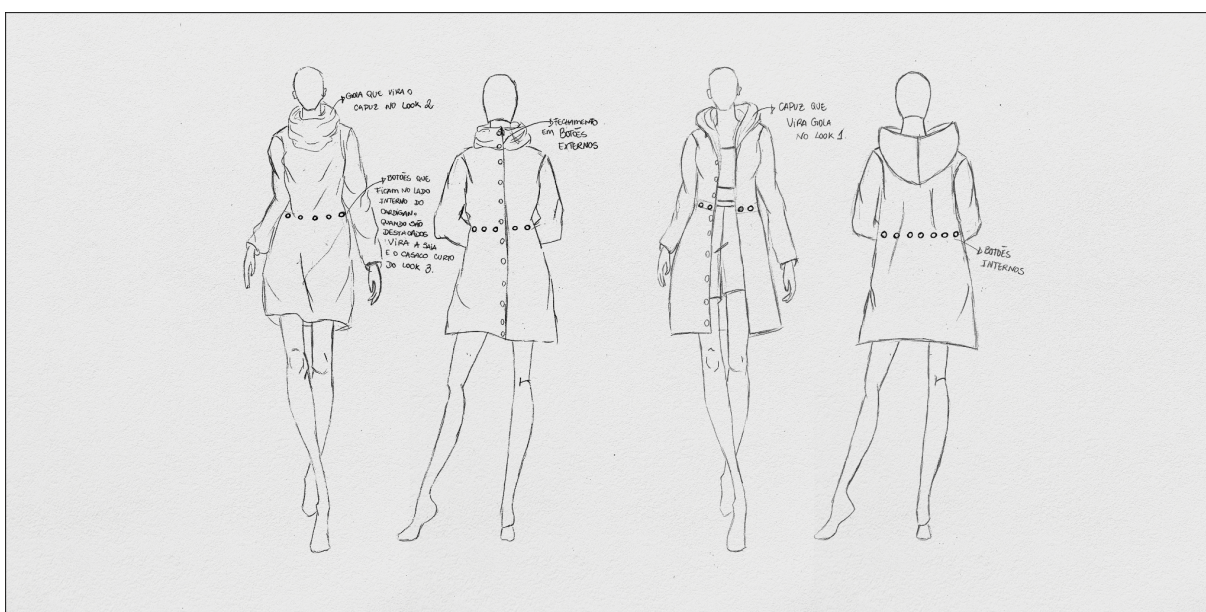 GOLA QUE VIRA O
CAPUZ NO LOOK 2
BOTÕES QUE
FICAM NO LADO
INTERNO DO
CARDIGAN.
QUANDO SÃO
DESTACADOS
VIRA A SAIA
E O CASACO CURTO
DO LOOK 3.
FECHAMENTO
EM BOTÕES
EXTERNOS
CAPUZ QUE
VIRA GOLA
NO LOOK 1.
BOTÕES
INTERNOS